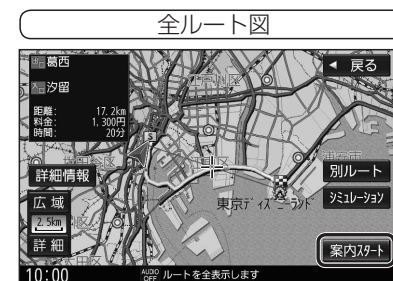 全ルート図
出 葛西
入 汐留
戻る
距離: 17.2km
料金: 1,300円
時間: 20分
S
詳細情報
別ルート
広域
東京ディズニーランド
シミュレーション
2.5km
詳細
案内スタート
10:00
AUDIO OFF
ルートを全表示します